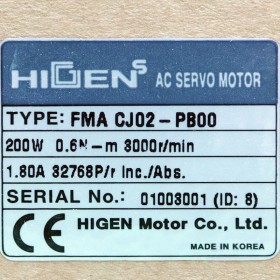 HIGENS AC SERVO MOTOR
TYPE: FMA CJ02-PB00
200W 0.6N-m 3000r/min
1.80A 32768P/r Inc./Abs.
SERIAL No.: 01003001 (ID: 8)
CE HIGEN Motor Co., Ltd.
MADE IN KOREA